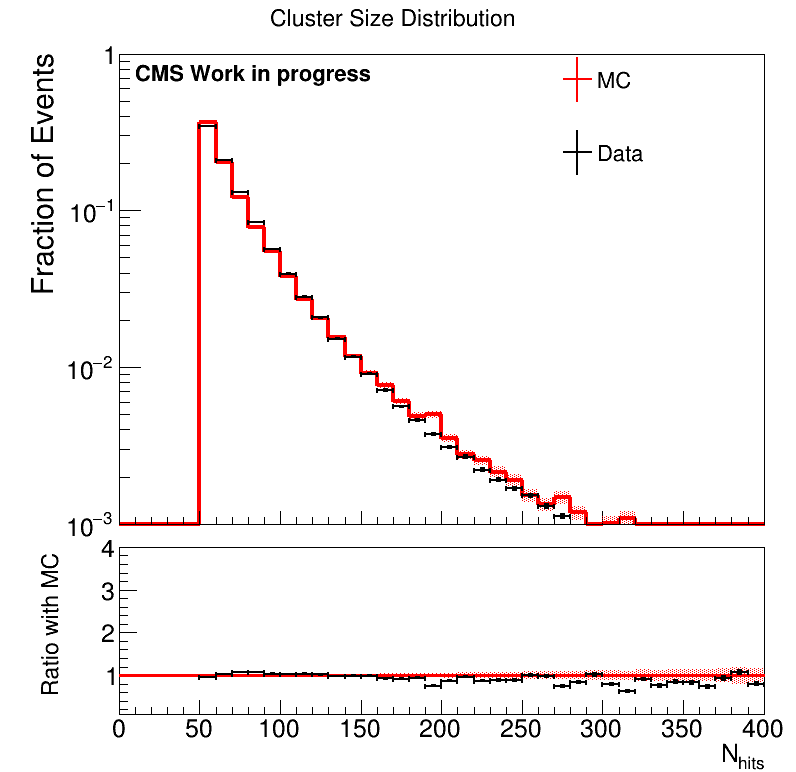 Cluster Size Distribution
CMS Work in progress
MC
Data
Fraction of Events
1
10⁻¹
10⁻²
10⁻³
Ratio with MC
4
3
2
1
0 50 100 150 200 250 300 350 400
N_hits